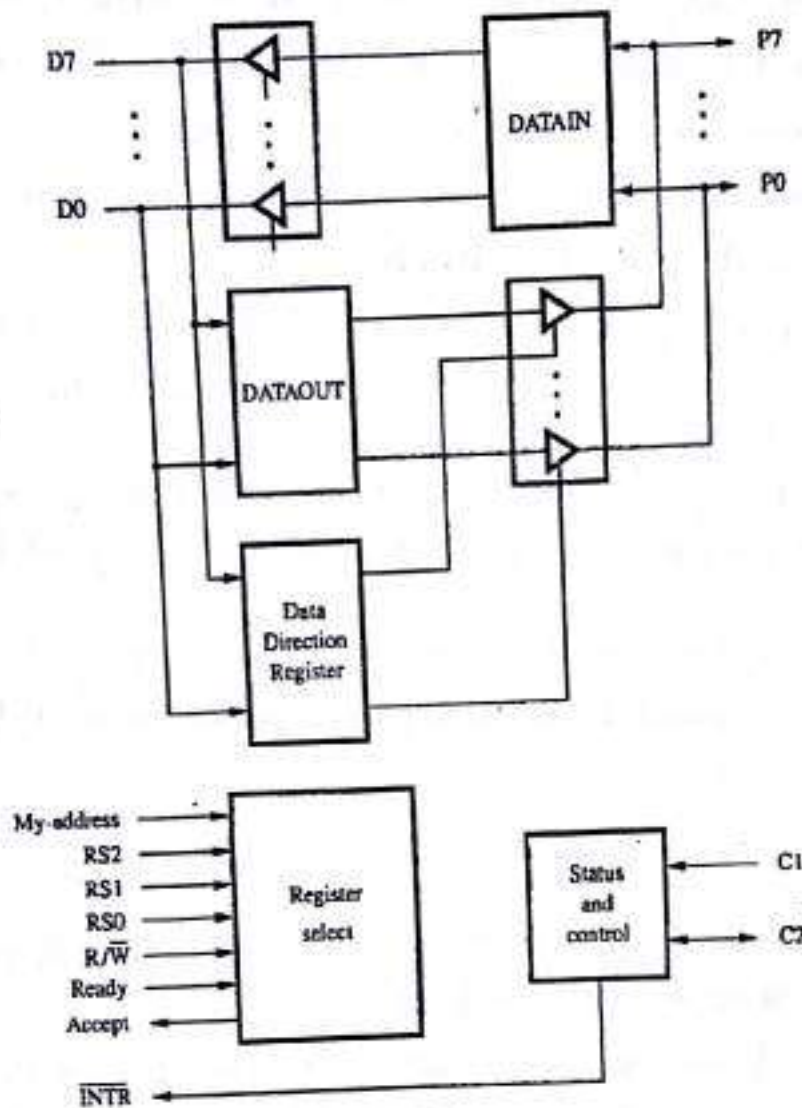 D7
P7
DATAIN
D0
P0
DATAOUT
Data
Direction
Register
My-address
RS2
RS1
RS0
R/W̅
Ready
Accept
Register
select
Status
and
control
C1
C2
I̅N̅T̅R̅